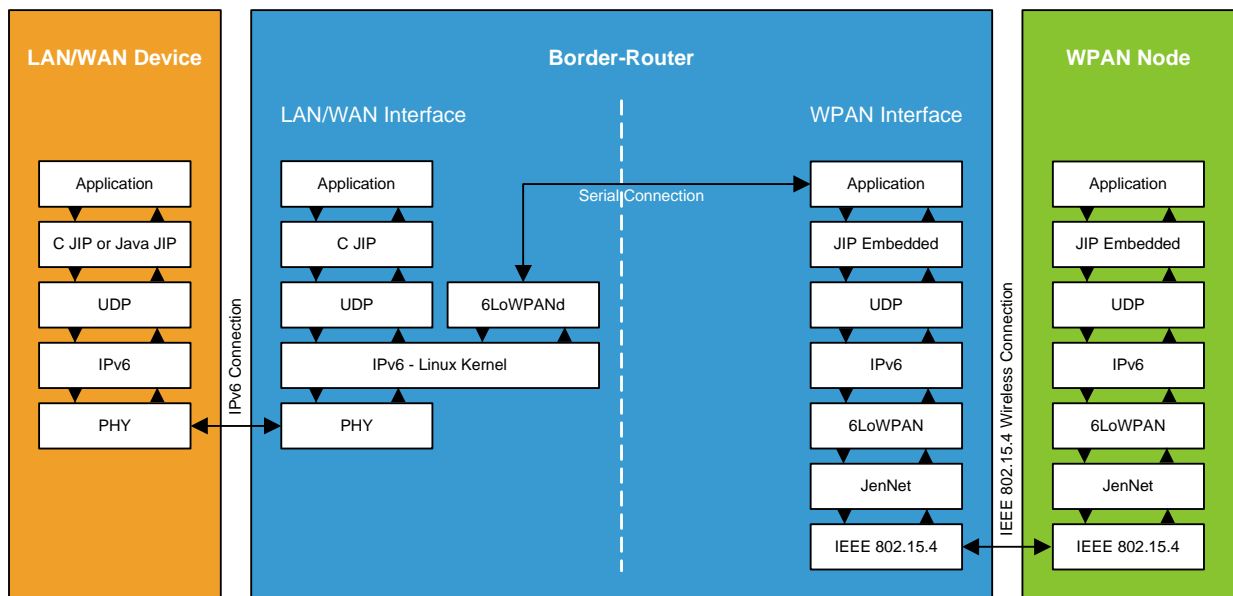 LAN/WAN Device
Application
C JIP or Java JIP
UDP
IPv6
PHY
IPv6 Connection
Border-Router
LAN/WAN Interface
Application
C JIP
UDP
6LoWPANd
IPv6 - Linux Kernel
PHY
Serial Connection
WPAN Interface
Application
JIP Embedded
UDP
IPv6
6LoWPAN
JenNet
IEEE 802.15.4
IEEE 802.15.4 Wireless Connection
WPAN Node
Application
JIP Embedded
UDP
IPv6
6LoWPAN
JenNet
IEEE 802.15.4